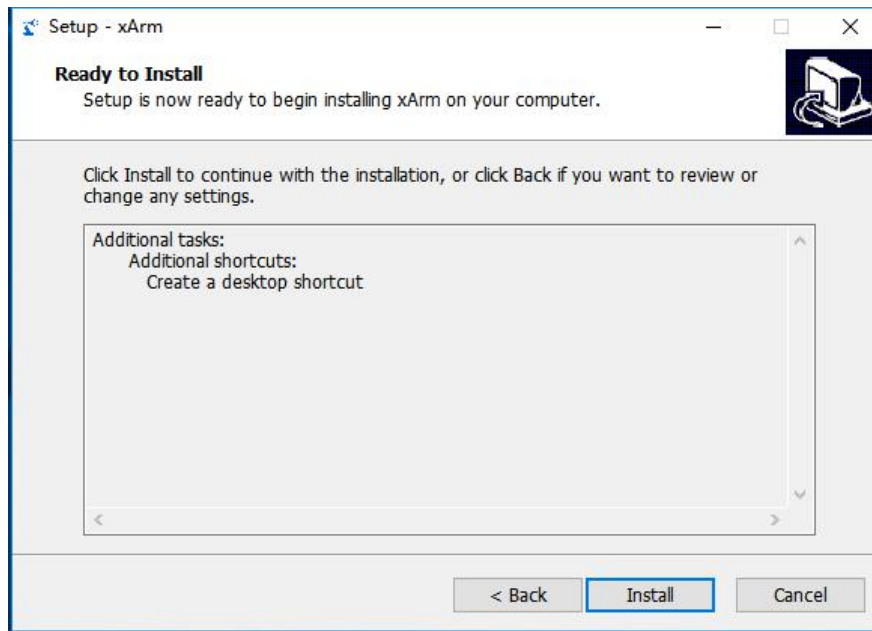 Setup - xArm
Ready to Install
Setup is now ready to begin installing xArm on your computer.
Click Install to continue with the installation, or click Back if you want to review or
change any settings.
Additional tasks:
Additional shortcuts:
Create a desktop shortcut
< Back
Install
Cancel